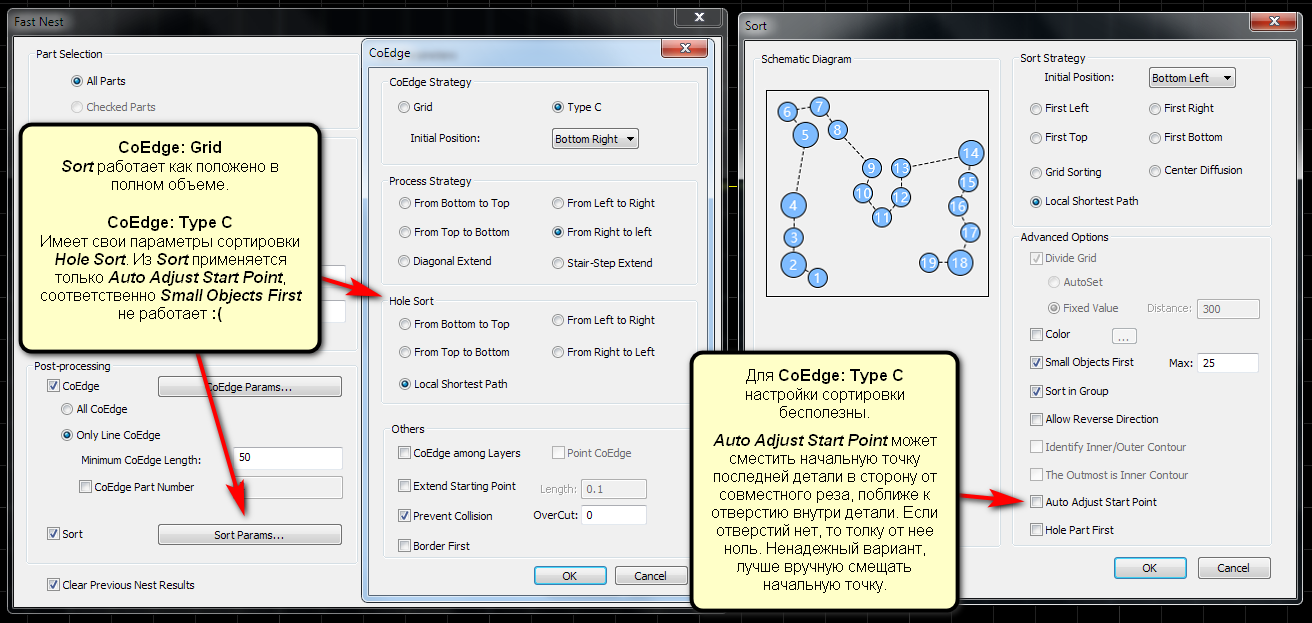 Fast Nest
Part Selection
All Parts
Checked Parts
CoEdge: Grid
Sort работает как положено в
полном объеме.
CoEdge: Type C
Имеет свои параметры сортировки
Hole Sort. Из Sort применяется
только Auto Adjust Start Point,
соответственно Small Objects First
не работает :(
Post-processing
CoEdge
CoEdge Params...
All CoEdge
Only Line CoEdge
Minimum CoEdge Length: 50
CoEdge Part Number
Sort
Sort Params...
Clear Previous Nest Results
CoEdge
CoEdge Strategy
Grid
Type C
Initial Position: Bottom Right
Process Strategy
From Bottom to Top
From Left to Right
From Top to Bottom
From Right to left
Diagonal Extend
Stair-Step Extend
Hole Sort
From Bottom to Top
From Left to Right
From Top to Bottom
From Right to Left
Local Shortest Path
Others
CoEdge among Layers
Point CoEdge
Extend Starting Point
Length: 0.1
Prevent Collision
OverCut: 0
Border First
OK
Cancel
Sort
Schematic Diagram
1
2
3
4
5
6
7
8
9
10
11
12
13
14
15
16
17
18
19
Для CoEdge: Type C
настройки сортировки
бесполезны.
Auto Adjust Start Point может
сместить начальную точку
последней детали в сторону от
совместного реза, поближе к
отверстию внутри детали. Если
отверстий нет, то толку от нее
ноль. Ненадежный вариант,
лучше вручную смещать
начальную точку.
Sort Strategy
Initial Position: Bottom Left
First Left
First Right
First Top
First Bottom
Grid Sorting
Center Diffusion
Local Shortest Path
Advanced Options
Divide Grid
AutoSet
Fixed Value
Distance: 300
Color
...
Small Objects First
Max: 25
Sort in Group
Allow Reverse Direction
Identify Inner/Outer Contour
The Outmost is Inner Contour
Auto Adjust Start Point
Hole Part First
OK
Cancel